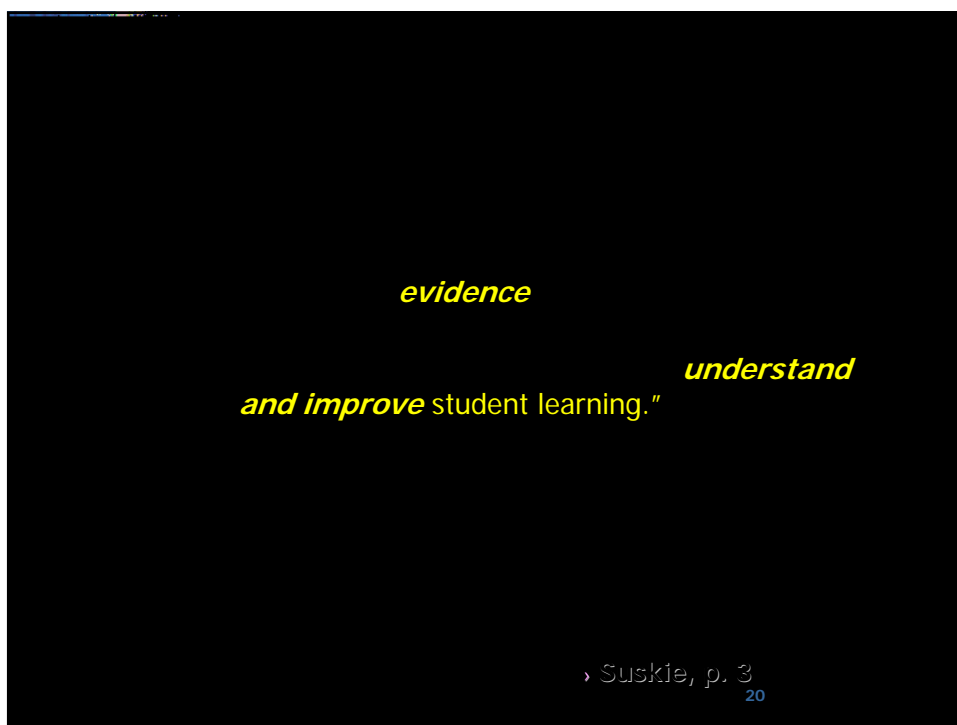 evidence
understand
and improve student learning.”
› Suskie, p. 3
20